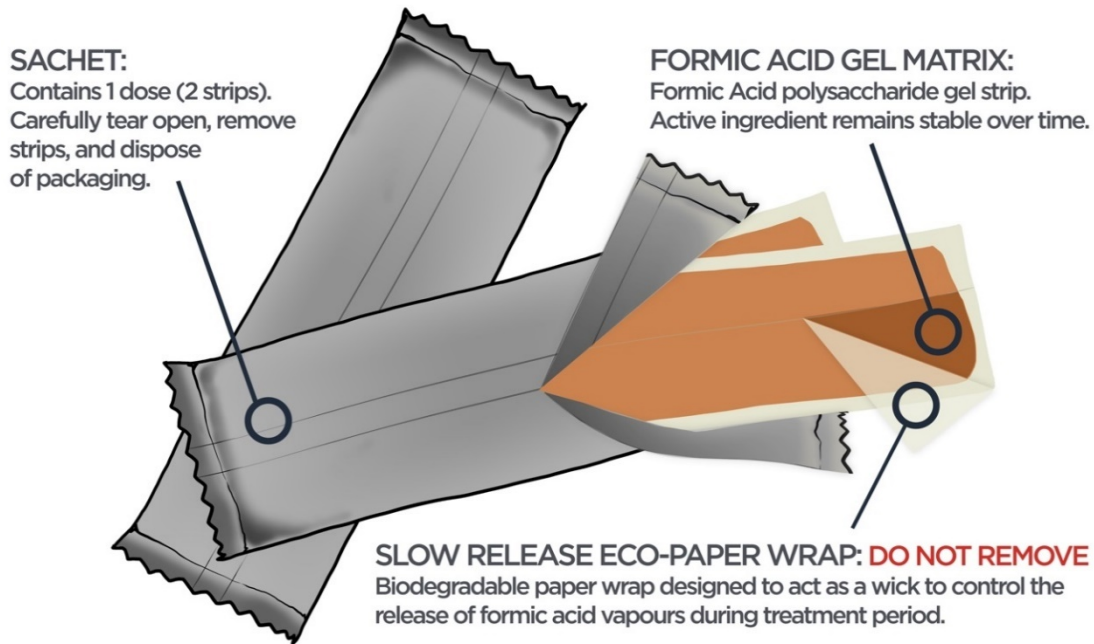 SACHET:
Contains 1 dose (2 strips).
Carefully tear open, remove
strips, and dispose
of packaging.
FORMIC ACID GEL MATRIX:
Formic Acid polysaccharide gel strip.
Active ingredient remains stable over time.
SLOW RELEASE ECO-PAPER WRAP: DO NOT REMOVE
Biodegradable paper wrap designed to act as a wick to control the
release of formic acid vapours during treatment period.